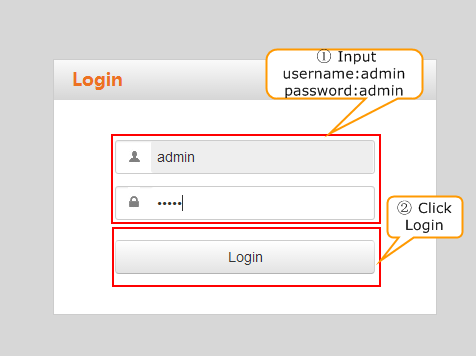 Login
① Input
username:admin
password:admin
admin
•••••
② Click
Login
Login